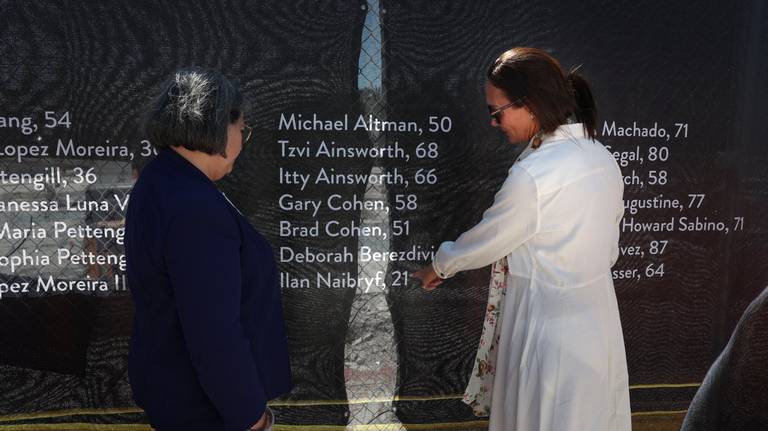 ang, 54
Lopez Moreira, 3
ttengill, 36
anessa Luna V
Maria Petteng
ophia Petteng
pez Moreira II
Michael Altman, 50
Tzvi Ainsworth, 68
Itty Ainsworth, 66
Gary Cohen, 58
Brad Cohen, 51
Deborah Berezdivi
Ilan Naibryf, 21
Machado, 71
Segal, 80
ch, 58
ugustine, 77
Howard Sabino, 71
vez, 87
sser, 64